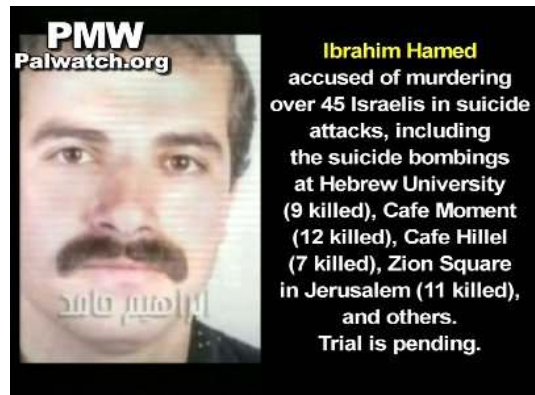 PMW
Palwatch.org
ابراهيم حامد
Ibrahim Hamed
accused of murdering
over 45 Israelis in suicide
attacks, including
the suicide bombings
at Hebrew University
(9 killed), Cafe Moment
(12 killed), Cafe Hillel
(7 killed), Zion Square
in Jerusalem (11 killed),
and others.
Trial is pending.